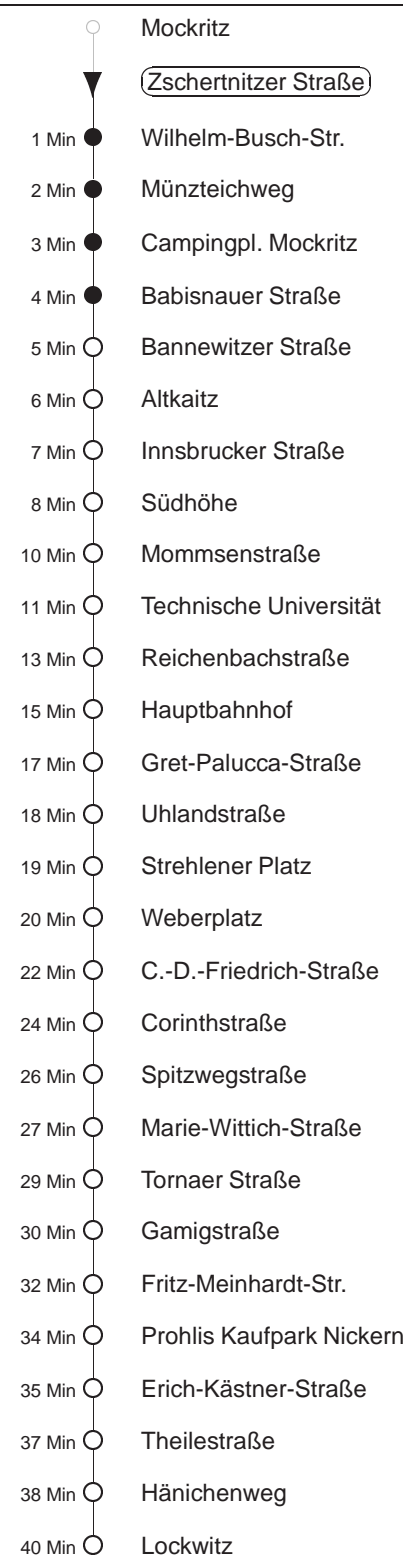 Mockritz
Zschertnitzer Straße
1 Min Wilhelm-Busch-Str.
2 Min Münzteichweg
3 Min Campingpl. Mockritz
4 Min Babisnauer Straße
5 Min Bannewitzer Straße
6 Min Altkaitz
7 Min Innsbrucker Straße
8 Min Südhöhe
10 Min Mommsenstraße
11 Min Technische Universität
13 Min Reichenbachstraße
15 Min Hauptbahnhof
17 Min Gret-Palucca-Straße
18 Min Uhlandstraße
19 Min Strehlener Platz
20 Min Weberplatz
22 Min C.-D.-Friedrich-Straße
24 Min Corinthstraße
26 Min Spitzwegstraße
27 Min Marie-Wittich-Straße
29 Min Tornaer Straße
30 Min Gamigstraße
32 Min Fritz-Meinhardt-Str.
34 Min Prohlis Kaufpark Nickern
35 Min Erich-Kästner-Straße
37 Min Theilestraße
38 Min Hänichenweg
40 Min Lockwitz